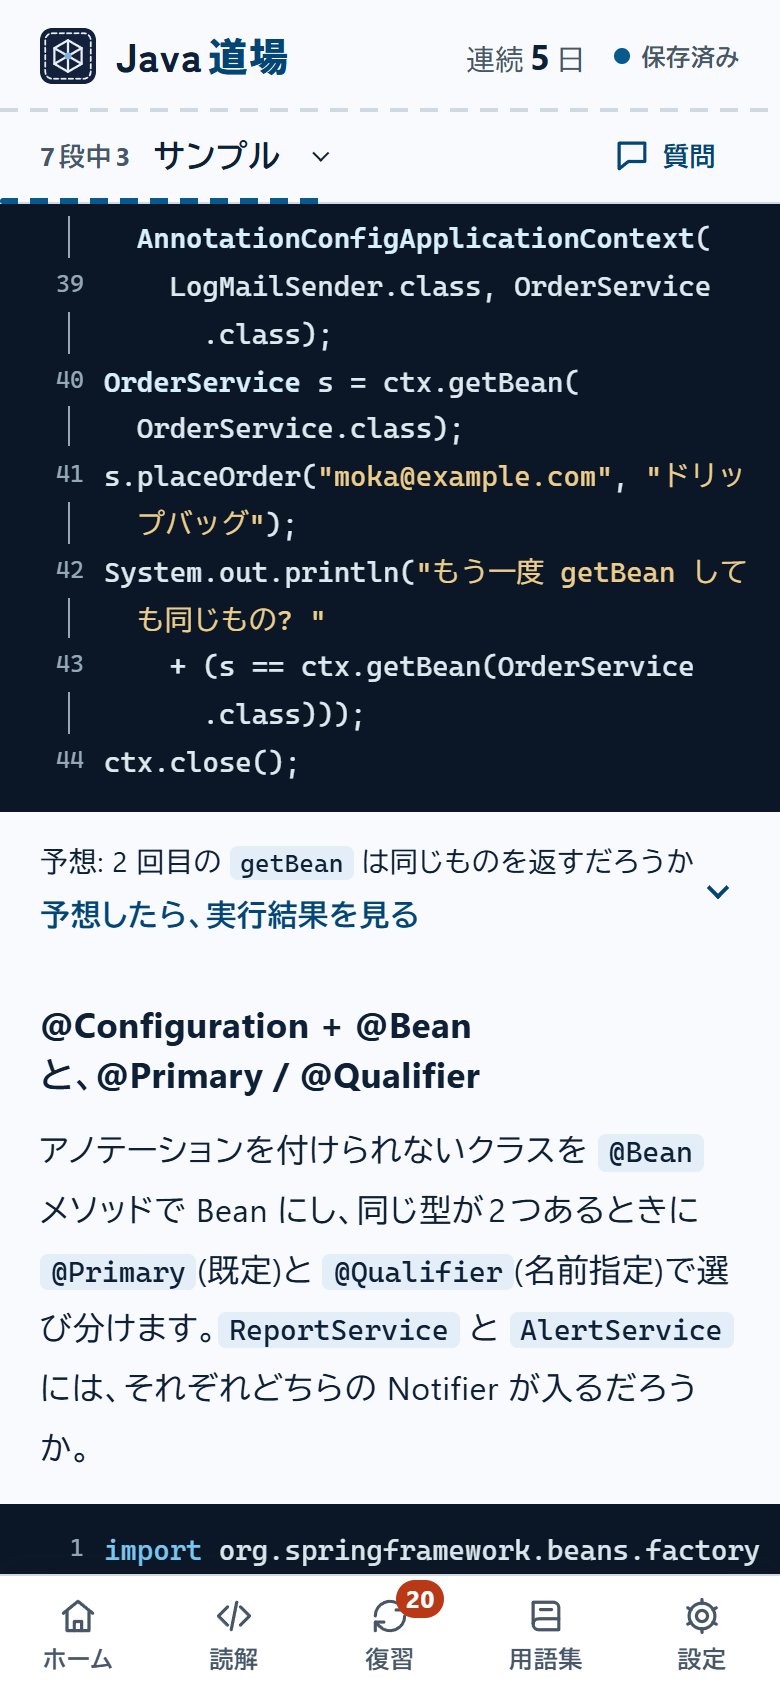 Java道場
連続 5 日
保存済み
7段中3 サンプル
質問
AnnotationConfigApplicationContext(
39 LogMailSender.class, OrderService
.class);
40 OrderService s = ctx.getBean(
OrderService.class);
41 s.placeOrder("moka@example.com", "ドリッ
プバッグ");
42 System.out.println("もう一度 getBean して
も同じもの? "
43 + (s == ctx.getBean(OrderService
.class)));
44 ctx.close();
予想: 2 回目の getBean は同じものを返すだろうか
予想したら、実行結果を見る
@Configuration + @Bean
と、@Primary / @Qualifier
アノテーションを付けられないクラスを @Bean
メソッドで Bean にし、同じ型が2つあるときに
@Primary(既定)と @Qualifier(名前指定)で選
び分けます。ReportService と AlertService
には、それぞれどちらの Notifier が入るだろう
か。
1 import org.springframework.beans.factory
ホーム
読解
20
復習
用語集
設定